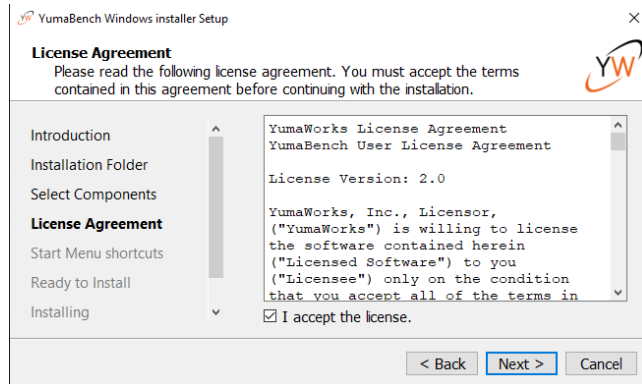 YW YumaBench Windows installer Setup
License Agreement
Please read the following license agreement. You must accept the terms
contained in this agreement before continuing with the installation.
YW
Introduction
Installation Folder
Select Components
License Agreement
Start Menu shortcuts
Ready to Install
Installing
YumaWorks License Agreement
YumaBench User License Agreement
License Version: 2.0
YumaWorks, Inc., Licensor,
("YumaWorks") is willing to license
the software contained herein
("Licensed Software") to you
("Licensee") only on the condition
that you accept all of the terms in
I accept the license.
< Back
Next >
Cancel